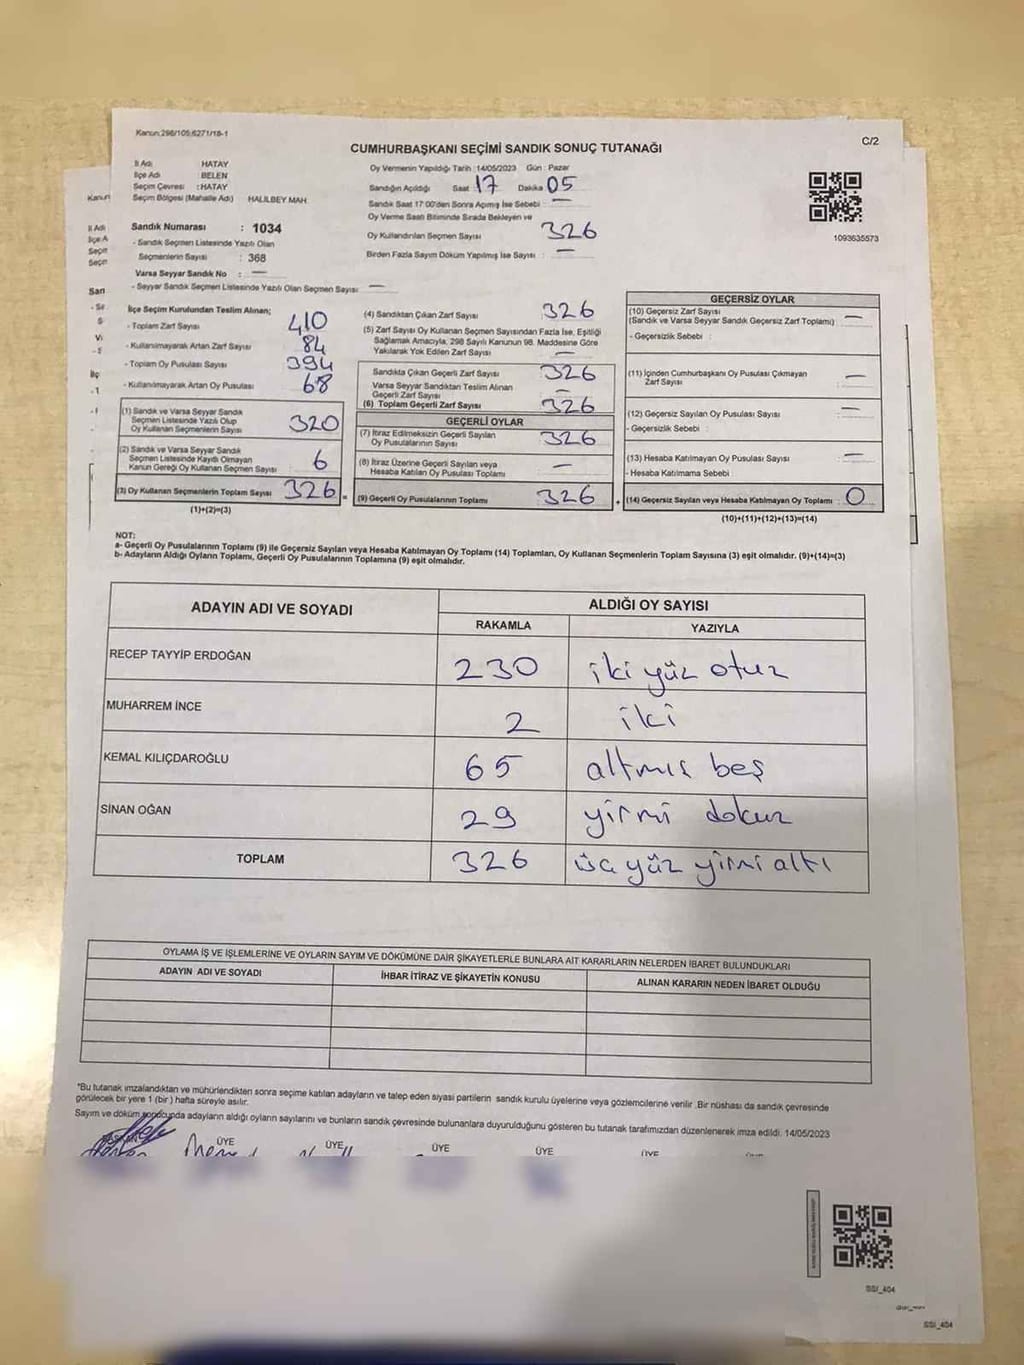 Kanun:298/105;6271/18-1
C/2
CUMHURBAŞKANI SEÇİMİ SANDIK SONUÇ TUTANAĞI
İl Adı : HATAY
İlçe Adı : BELEN
Seçim Çevresi : HATAY
Seçim Bölgesi (Mahalle Adı) HALILBEY MAH.
Oy Vermenin Yapıldığı Tarih :14/05/2023 Gün : Pazar
Sandığın Açıldığı Saat : 17 Dakika : 05
Sandık Saat 17:00'den Sonra Açılmış İse Sebebi : —
Oy Verme Saati Bitiminde Sırada Bekleyen ve
Oy Kullandırılan Seçmen Sayısı : 326
Birden Fazla Sayım Döküm Yapılmış İse Sayısı : —
1093635573
Sandık Numarası : 1034
- Sandık Seçmen Listesinde Yazılı Olan
Seçmenlerin Sayısı : 368
Varsa Seyyar Sandık No : —
- Seyyar Sandık Seçmen Listesinde Yazılı Olan Seçmen Sayısı : —
İlçe Seçim Kurulundan Teslim Alınan;
- Toplam Zarf Sayısı : 410
- Kullanılmayarak Artan Zarf Sayısı : 84
- Toplam Oy Pusulası Sayısı : 394
- Kullanılmayarak Artan Oy Pusulası : 68
(1) Sandık ve Varsa Seyyar Sandık
Seçmen Listesinde Yazılı Olup
Oy Kullanan Seçmenlerin Sayısı 320
(2) Sandık ve Varsa Seyyar Sandık
Seçmen Listesinde Kayıtlı Olmayan
Kanun Gereği Oy Kullanan Seçmen Sayısı 6
(3) Oy Kullanan Seçmenlerin Toplam Sayısı 326 =
(1)+(2)=(3)
(4) Sandıktan Çıkan Zarf Sayısı : 326
(5) Zarf Sayısı Oy Kullanan Seçmen Sayısından Fazla İse, Eşitliği
Sağlamak Amacıyla, 298 Sayılı Kanunun 98. Maddesine Göre
Yakılarak Yok Edilen Zarf Sayısı : —
Sandıkta Çıkan Geçerli Zarf Sayısı : 326
Varsa Seyyar Sandıktan Teslim Alınan
Geçerli Zarf Sayısı : —
(6) Toplam Geçerli Zarf Sayısı : 326
GEÇERLİ OYLAR
(7) İtiraz Edilmeksizin Geçerli Sayılan
Oy Pusulalarının Sayısı : 326
(8) İtiraz Üzerine Geçerli Sayılan veya
Hesaba Katılan Oy Pusulası Toplamı : —
(9) Geçerli Oy Pusulalarının Toplamı : 326 +
GEÇERSİZ OYLAR
(10) Geçersiz Zarf Sayısı
(Sandık ve Varsa Seyyar Sandık Geçersiz Zarf Toplamı) : —
- Geçersizlik Sebebi :
(11) İçinden Cumhurbaşkanı Oy Pusulası Çıkmayan
Zarf Sayısı : —
(12) Geçersiz Sayılan Oy Pusulası Sayısı : —
- Geçersizlik Sebebi :
(13) Hesaba Katılmayan Oy Pusulası Sayısı : —
- Hesaba Katılmama Sebebi
(14) Geçersiz Sayılan veya Hesaba Katılmayan Oy Toplamı : 0
(10)+(11)+(12)+(13)=(14)
NOT:
a- Geçerli Oy Pusulalarının Toplamı (9) ile Geçersiz Sayılan veya Hesaba Katılmayan Oy Toplamı (14) Toplamları, Oy Kullanan Seçmenlerin Toplam Sayısına (3) eşit olmalıdır. (9)+(14)=(3)
b- Adayların Aldığı Oyların Toplamı, Geçerli Oy Pusulalarının Toplamına (9) eşit olmalıdır.
ADAYIN ADI VE SOYADI
ALDIĞI OY SAYISI
RAKAMLA YAZIYLA
RECEP TAYYİP ERDOĞAN 230 iki yüz otuz
MUHARREM İNCE 2 iki
KEMAL KILIÇDAROĞLU 65 altmış beş
SİNAN OĞAN 29 yirmi dokuz
TOPLAM 326 üç yüz yirmi altı
OYLAMA İŞ VE İŞLEMLERİNE VE OYLARIN SAYIM VE DÖKÜMÜNE DAİR ŞİKAYETLERLE BUNLARA AİT KARARLARIN NELERDEN İBARET BULUNDUKLARI
ADAYIN ADI VE SOYADI İHBAR İTİRAZ VE ŞİKAYETİN KONUSU ALINAN KARARIN NEDEN İBARET OLDUĞU
*Bu tutanak imzalandıktan ve mühürlendikten sonra seçime katılan adayların ve talep eden siyasi partilerin sandık kurulu üyelerine veya gözlemcilerine verilir. Bir nüshası da sandık çevresinde
görülecek bir yere 1 (bir) hafta süreyle asılır.
Sayım ve döküm sonucunda adayların aldığı oyların sayılarını ve bunların sandık çevresinde bulunanlara duyurulduğunu gösteren bu tutanak tarafımızdan düzenlenerek imza edildi. 14/05/2023
BAŞKAN ÜYE ÜYE ÜYE ÜYE ÜYE
SSI_404
SSI_404